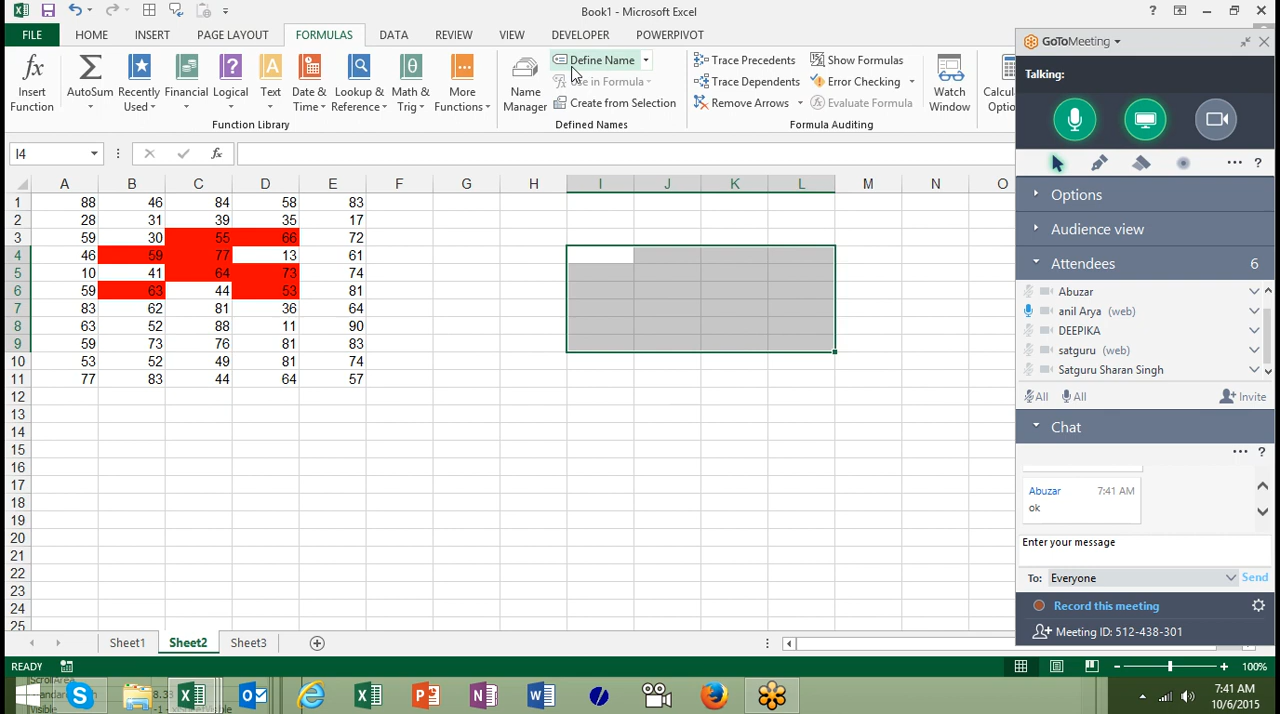 Book1 - Microsoft Excel
FILE HOME INSERT PAGE LAYOUT FORMULAS DATA REVIEW VIEW DEVELOPER POWERPIVOT
Insert Function
AutoSum
Recently Used
Financial
Logical
Text
Date & Time
Lookup & Reference
Math & Trig
More Functions
Function Library
Name Manager
Define Name
Use in Formula
Create from Selection
Defined Names
Trace Precedents
Trace Dependents
Remove Arrows
Show Formulas
Error Checking
Evaluate Formula
Formula Auditing
Watch Window
I4
fx
A B C D E F G H I J K L M N O
1 88 46 84 58 83
2 28 31 39 35 17
3 59 30 55 66 72
4 46 59 77 13 61
5 10 41 64 73 74
6 59 63 44 53 81
7 83 62 81 36 64
8 63 52 88 11 90
9 59 73 76 81 83
10 53 52 49 81 74
11 77 83 44 64 57
12
13
14
15
16
17
18
19
20
21
22
23
24
25
Sheet1 Sheet2 Sheet3
READY
100%
GoToMeeting
Talking:
Options
Audience view
Attendees 6
Abuzar
anil Arya (web)
DEEPIKA
satguru (web)
Satguru Sharan Singh
All All Invite
Chat
Abuzar 7:41 AM
ok
Enter your message
To: Everyone Send
Record this meeting
Meeting ID: 512-438-301
7:41 AM
10/6/2015